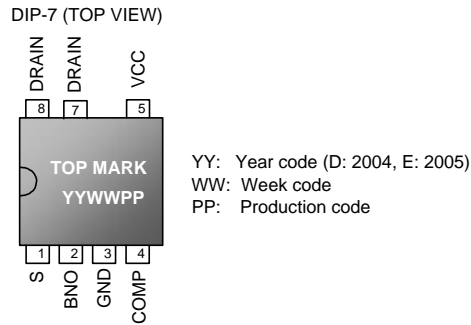 DIP-7 (TOP VIEW)
DRAIN
DRAIN
VCC
8
7
5
TOP MARK
YYWWPP
YY: Year code (D: 2004, E: 2005)
WW: Week code
PP: Production code
1
2
3
4
S
BNO
GND
COMP